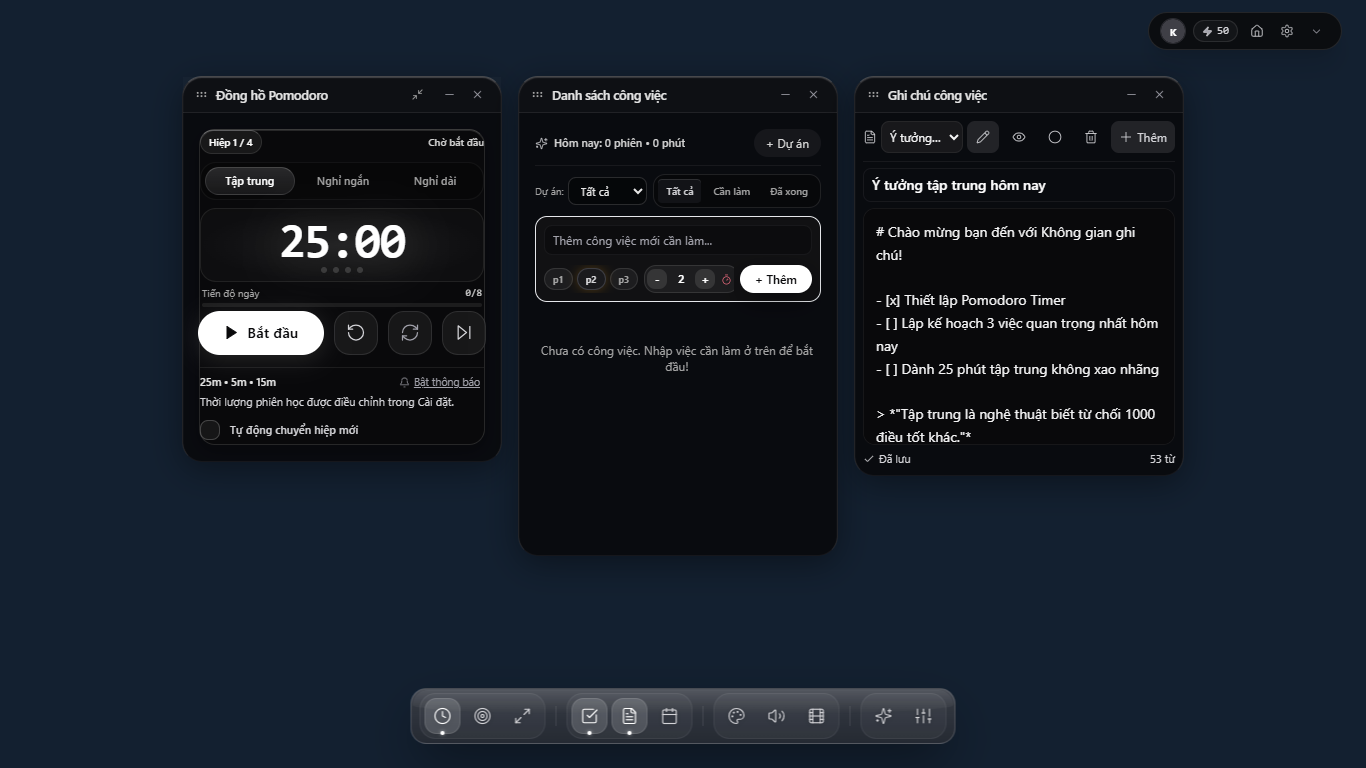 K
50
Đồng hồ Pomodoro
Hiệp 1 / 4
Chờ bắt đầu
Tập trung
Nghỉ ngắn
Nghỉ dài
25:00
Tiến độ ngày
0/8
Bắt đầu
25m • 5m • 15m
Bật thông báo
Thời lượng phiên học được điều chỉnh trong Cài đặt.
Tự động chuyển hiệp mới
Danh sách công việc
Hôm nay: 0 phiên • 0 phút
+ Dự án
Dự án:
Tất cả
Tất cả
Cần làm
Đã xong
Thêm công việc mới cần làm...
p1
p2
p3
- 2 +
+ Thêm
Chưa có công việc. Nhập việc cần làm ở trên để bắt
đầu!
Ghi chú công việc
Ý tưởng...
+ Thêm
Ý tưởng tập trung hôm nay
# Chào mừng bạn đến với Không gian ghi
chú!
- [x] Thiết lập Pomodoro Timer
- [ ] Lập kế hoạch 3 việc quan trọng nhất hôm
nay
- [ ] Dành 25 phút tập trung không xao nhãng
> *"Tập trung là nghệ thuật biết từ chối 1000
điều tốt khác."*
Đã lưu
53 từ